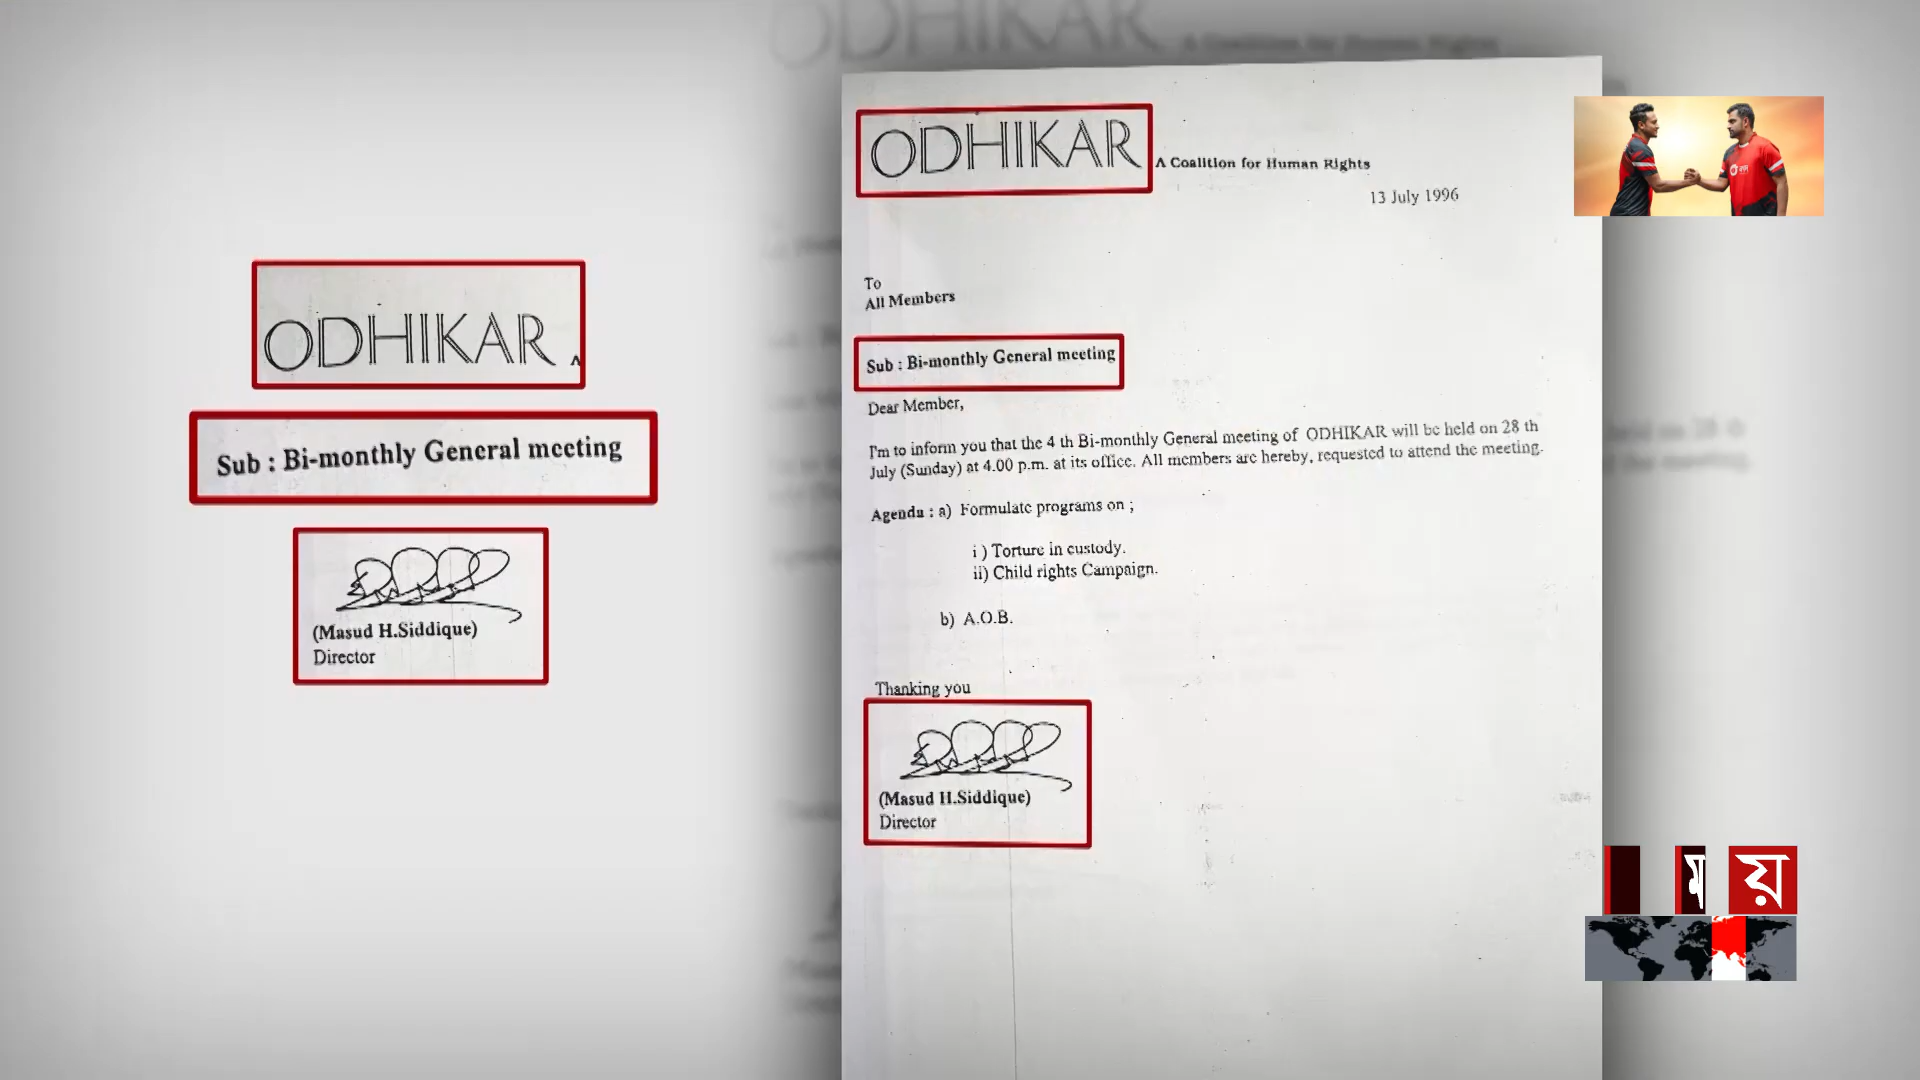 ODHIKAR
Sub : Bi-monthly General meeting
(Masud H.Siddique)
Director
ODHIKAR A Coalition for Human Rights
13 July 1996
To
All Members
Sub : Bi-monthly General meeting
Dear Member,
I'm to inform you that the 4 th Bi-monthly General meeting of ODHIKAR will be held on 28 th
July (Sunday) at 4.00 p.m. at its office. All members are hereby, requested to attend the meeting.
Agenda : a) Formulate programs on ;
i ) Torture in custody.
ii) Child rights Campaign.
b) A.O.B.
Thanking you
(Masud H.Siddique)
Director
ময়